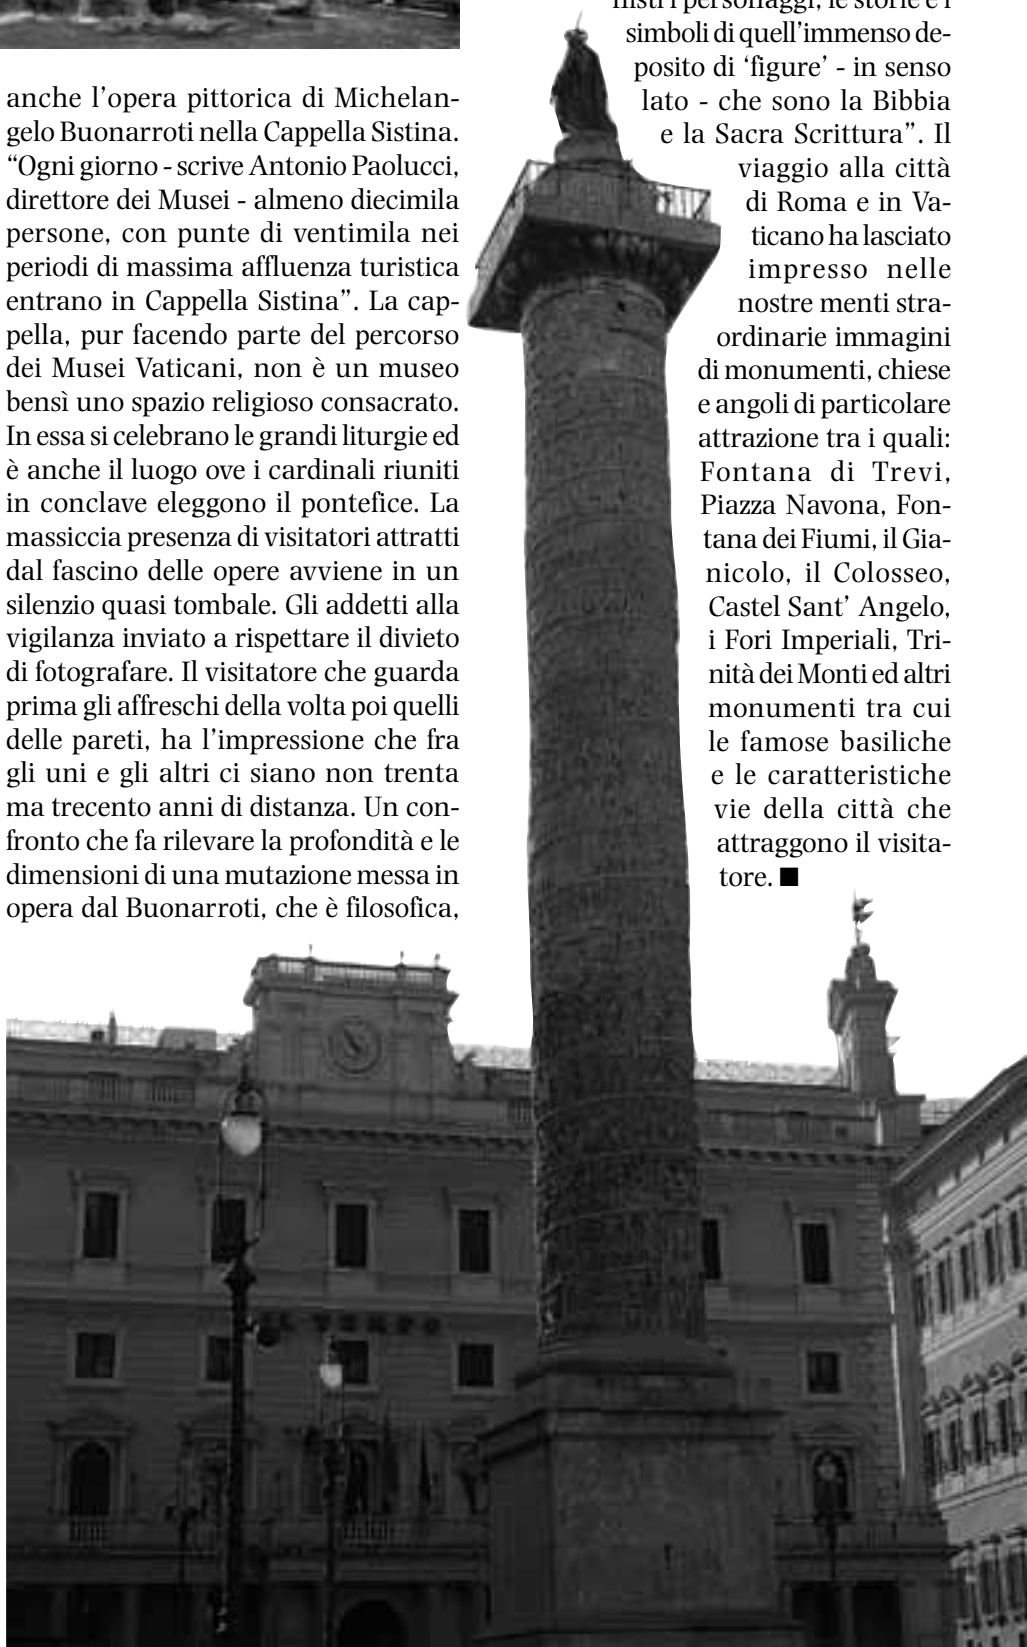 anche l'opera pittorica di Michelan-
gelo Buonarroti nella Cappella Sistina.
“Ogni giorno - scrive Antonio Paolucci,
direttore dei Musei - almeno diecimila
persone, con punte di ventimila nei
periodi di massima affluenza turistica
entrano in Cappella Sistina”. La cap-
pella, pur facendo parte del percorso
dei Musei Vaticani, non è un museo
bensì uno spazio religioso consacrato.
In essa si celebrano le grandi liturgie ed
è anche il luogo ove i cardinali riuniti
in conclave eleggono il pontefice. La
massiccia presenza di visitatori attratti
dal fascino delle opere avviene in un
silenzio quasi tombale. Gli addetti alla
vigilanza inviato a rispettare il divieto
di fotografare. Il visitatore che guarda
prima gli affreschi della volta poi quelli
delle pareti, ha l'impressione che fra
gli uni e gli altri ci siano non trenta
ma trecento anni di distanza. Un con-
fronto che fa rilevare la profondità e le
dimensioni di una mutazione messa in
opera dal Buonarroti, che è filosofica,
i personaggi, le storie e i
simboli di quell'immenso de-
posito di ‘figure’ - in senso
lato - che sono la Bibbia
e la Sacra Scrittura”. Il
viaggio alla città
di Roma e in Va-
ticano ha lasciato
impresso nelle
nostre menti stra-
ordinarie immagini
di monumenti, chiese
e angoli di particolare
attrazione tra i quali:
Fontana di Trevi,
Piazza Navona, Fon-
tana dei Fiumi, il Gia-
nicolo, il Colosseo,
Castel Sant’ Angelo,
i Fori Imperiali, Tri-
nità dei Monti ed altri
monumenti tra cui
le famose basiliche
e le caratteristiche
vie della città che
attraggono il visita-
tore. ■